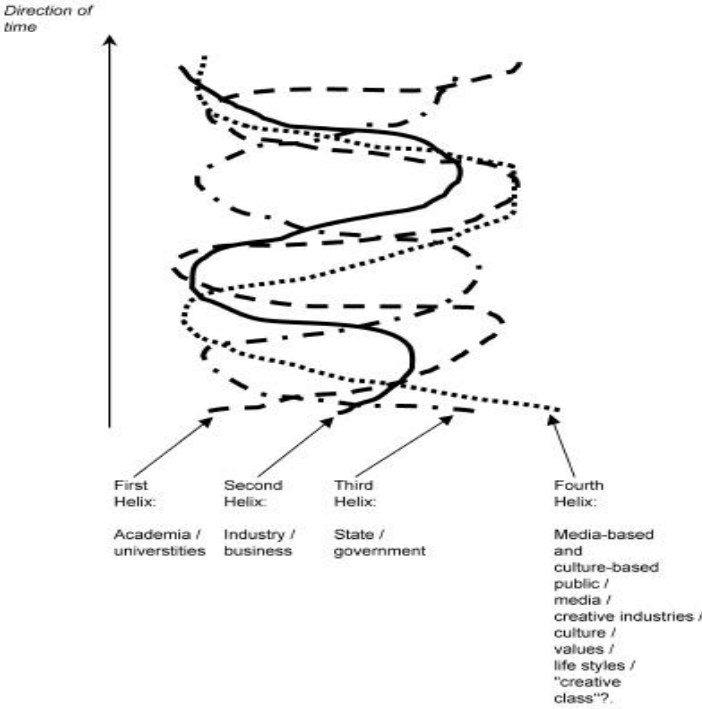 Direction of
time
First
Helix:
Academia /
universtities
Second
Helix:
Industry /
business
Third
Helix:
State /
government
Fourth
Helix:
Media-based
and
culture-based
public /
media /
creative industries /
culture /
values /
life styles /
"creative
class"?.